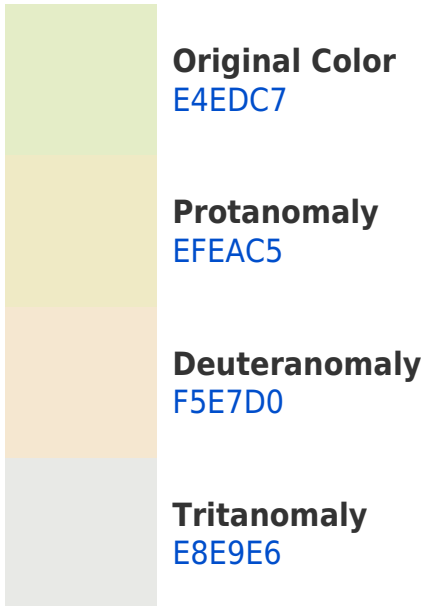 Original Color
E4EDC7
Protanomaly
EFEAC5
Deuteranomaly
F5E7D0
Tritanomaly
E8E9E6